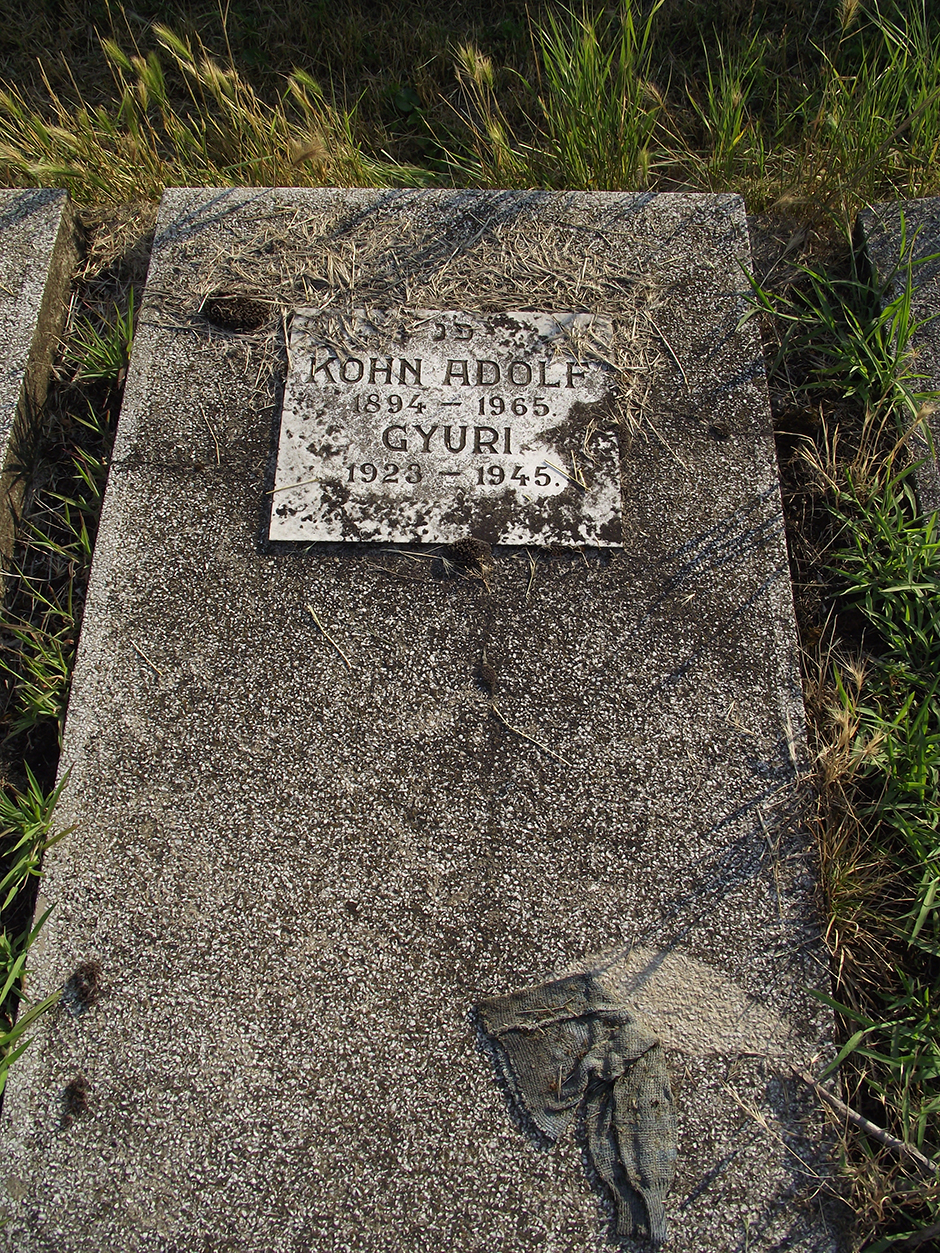 פ נ
KOHN ADOLF
1894 – 1965.
GYURI
1923 – 1945.